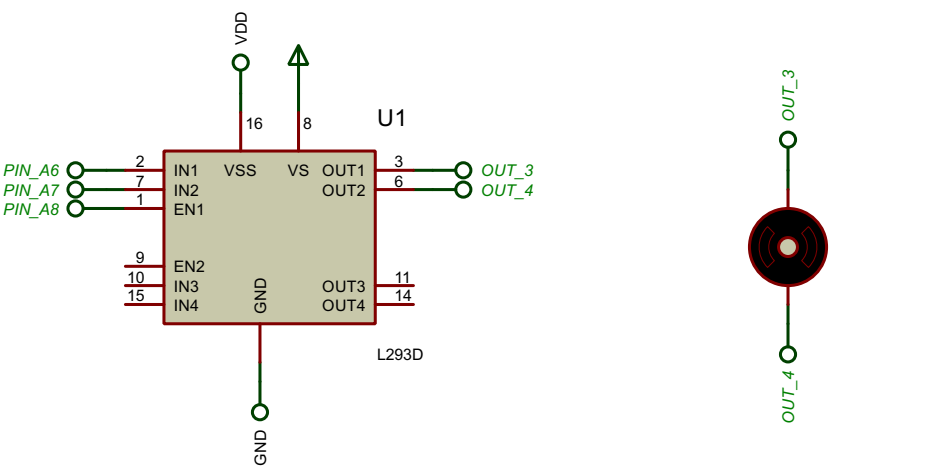 VDD
16
8
U1
PIN_A6
2
IN1
VSS
VS
OUT1
3
OUT_3
PIN_A7
7
IN2
OUT2
6
OUT_4
PIN_A8
1
EN1
9
EN2
10
IN3
OUT3
11
15
IN4
GND
OUT4
14
L293D
GND
OUT_3
OUT_4